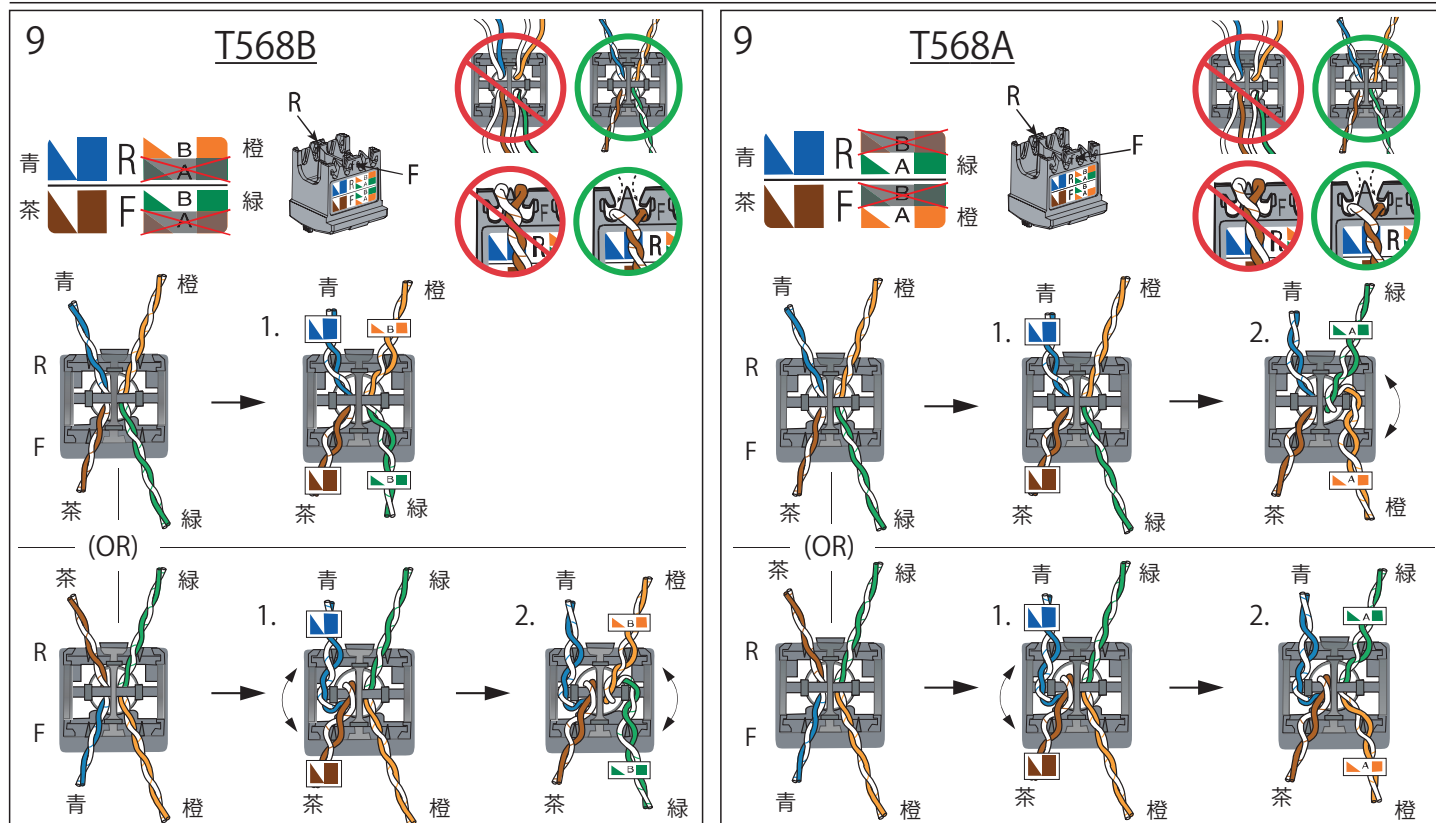 9 T568B
R
F
青 R B 橙
A
茶 F B 緑
A
R B A
F B A
F
R
F
R
青 橙
R
F
茶 緑
1. 青 橙
B
茶 緑
B
(OR)
茶 緑
R
F
青 橙
1. 青 緑
茶 橙
2. 青 橙
B
B
緑
9 T568A
R
F
青 R B
A 緑
茶 F B
A 橙
R B A
F B A
F
R
F
R
青 橙
R
F
茶 緑
1. 青 橙
茶 緑
2. 青 緑
A
A
茶 橙
(OR)
茶 緑
R
F
青 橙
1. 青 緑
茶 橙
2. 青 緑
A
A
茶 橙